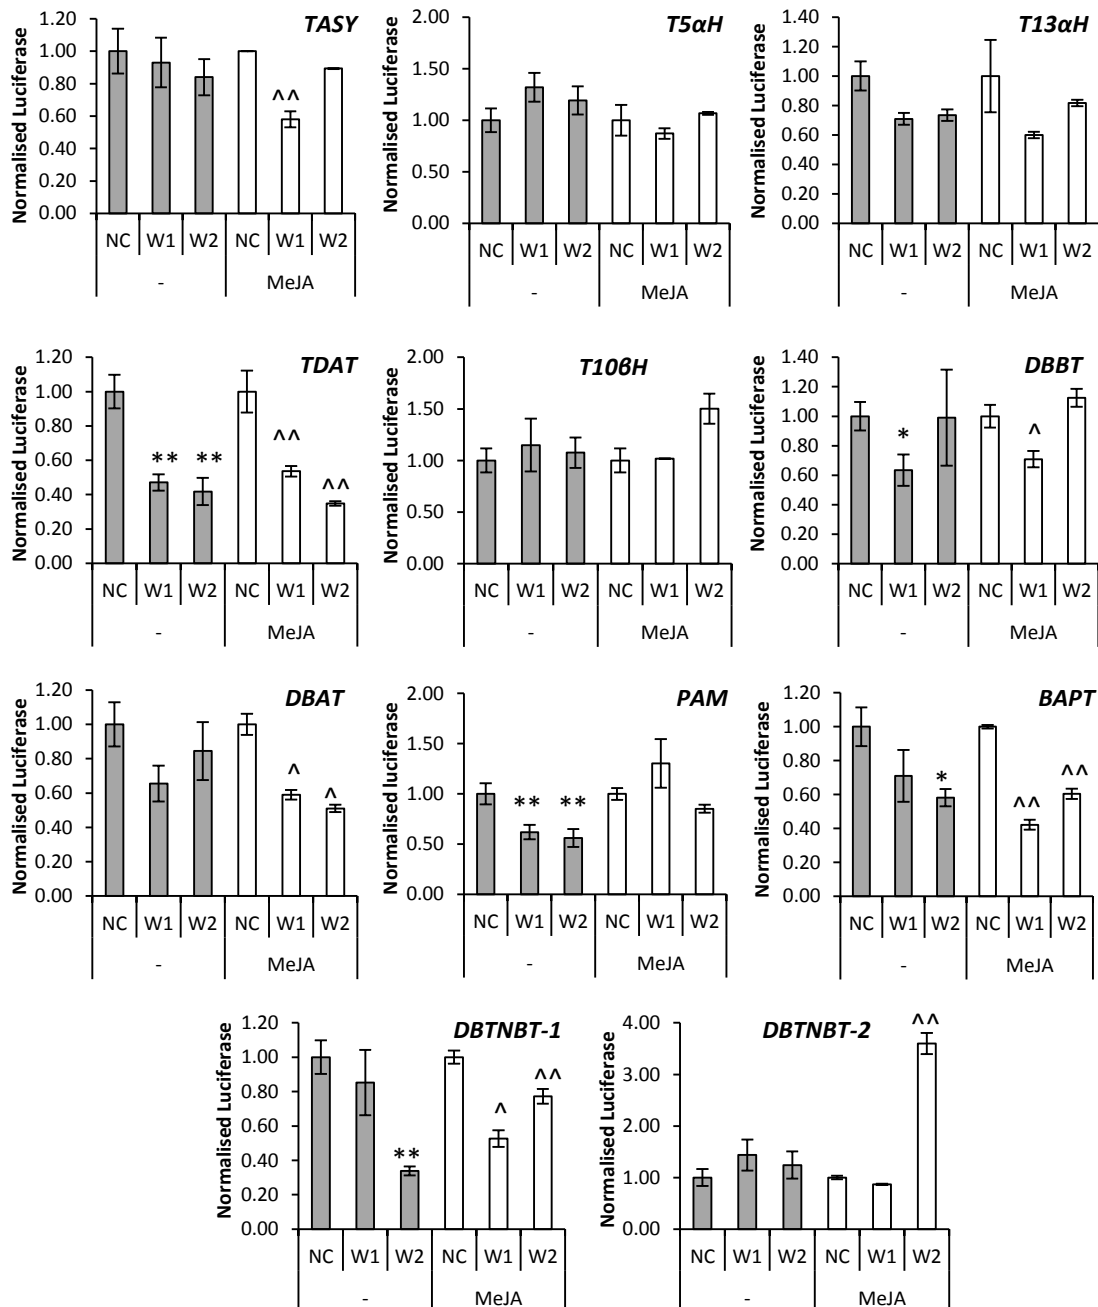 TASY
Normalised Luciferase
1.20
1.00
0.80
0.60
0.40
0.20
0.00
^^
NC W1 W2 NC W1 W2
- MeJA
T5αH
Normalised Luciferase
2.00
1.50
1.00
0.50
0.00
NC W1 W2 NC W1 W2
- MeJA
T13αH
Normalised Luciferase
1.40
1.20
1.00
0.80
0.60
0.40
0.20
0.00
NC W1 W2 NC W1 W2
- MeJA
TDAT
Normalised Luciferase
1.20
1.00
0.80
0.60
0.40
0.20
0.00
** ** ^^ ^^
NC W1 W2 NC W1 W2
- MeJA
T10βH
Normalised Luciferase
2.00
1.50
1.00
0.50
0.00
NC W1 W2 NC W1 W2
- MeJA
DBBT
Normalised Luciferase
1.40
1.20
1.00
0.80
0.60
0.40
0.20
0.00
* ^
NC W1 W2 NC W1 W2
- MeJA
DBAT
Normalised Luciferase
1.20
1.00
0.80
0.60
0.40
0.20
0.00
^ ^
NC W1 W2 NC W1 W2
- MeJA
PAM
Normalised luciferase
2.00
1.50
1.00
0.50
0.00
** **
NC W1 W2 NC W1 W2
- MeJA
BAPT
Normalised Luciferase
1.20
1.00
0.80
0.60
0.40
0.20
0.00
* ^^ ^^
NC W1 W2 NC W1 W2
- MeJA
DBTNBT-1
Normalised Luciferase
1.20
1.00
0.80
0.60
0.40
0.20
0.00
** ^ ^^
NC W1 W2 NC W1 W2
- MeJA
DBTNBT-2
Normalised Luciferase
4.00
3.00
2.00
1.00
0.00
^^
NC W1 W2 NC W1 W2
- MeJA